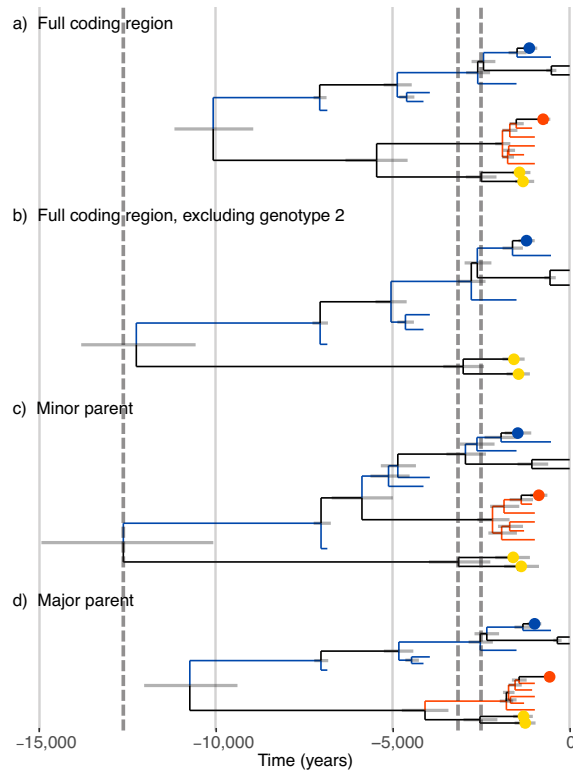 a) Full coding region
b) Full coding region, excluding genotype 2
c) Minor parent
d) Major parent
−15,000 −10,000 −5,000 0
Time (years)